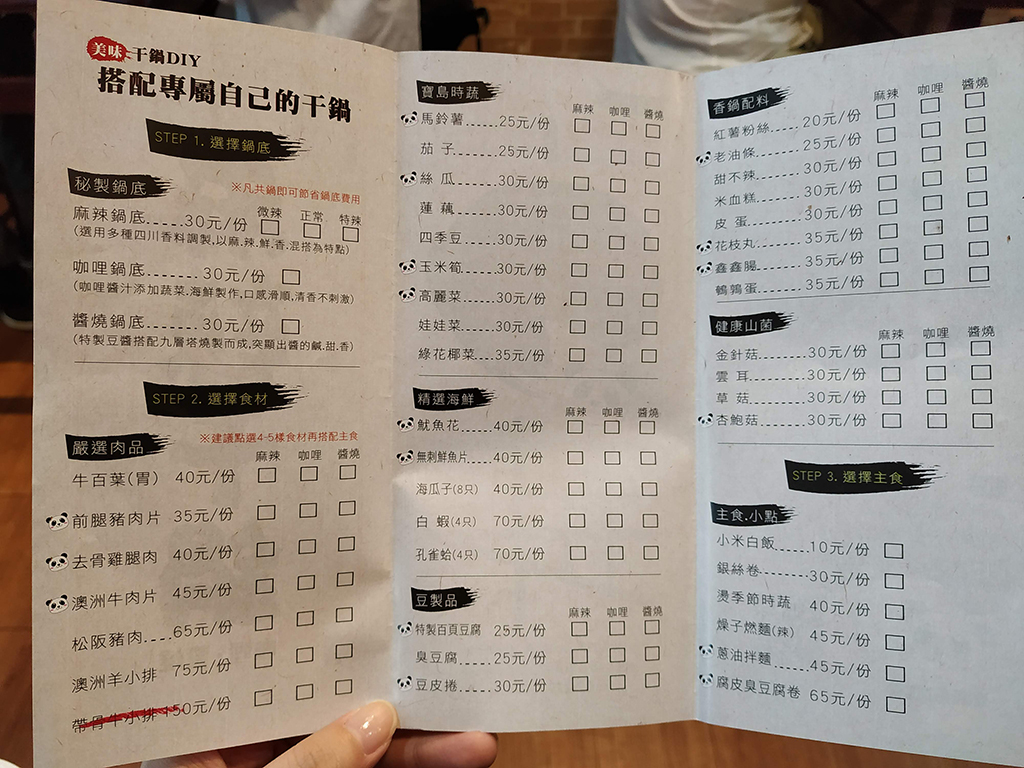 美味 干鍋DIY
搭配專屬自己的干鍋
STEP 1. 選擇鍋底
秘製鍋底 ※凡共鍋即可節省鍋底費用
微辣 正常 特辣
麻辣鍋底.....30元/份
(選用多種四川香料調製,以麻.辣.鮮.香.混搭為特點)
咖哩鍋底........30元/份
(咖哩醬汁添加蔬菜.海鮮製作,口感滑順,清香不刺激)
醬燒鍋底........30元/份
(特製豆醬搭配九層塔燒製而成,突顯出醬的鹹.甜.香)
STEP 2. 選擇食材
※建議點選4-5樣食材再搭配主食
嚴選肉品 麻辣 咖哩 醬燒
牛百葉(胃) 40元/份
前腿豬肉片 35元/份
去骨雞腿肉 40元/份
澳洲牛肉片 45元/份
松阪豬肉....65元/份
澳洲羊小排 75元/份
帶骨牛小排 150元/份
寶島時蔬 麻辣 咖哩 醬燒
馬鈴薯......25元/份
茄子........25元/份
絲瓜........30元/份
蓮藕........30元/份
四季豆......30元/份
玉米筍......30元/份
高麗菜......30元/份
娃娃菜......30元/份
綠花椰菜...35元/份
精選海鮮 麻辣 咖哩 醬燒
魷魚花......40元/份
無刺鮮魚片.....40元/份
海瓜子(8只) 40元/份
白蝦(4只) 70元/份
孔雀蛤(4只) 70元/份
豆製品 麻辣 咖哩 醬燒
特製百頁豆腐 25元/份
臭豆腐......25元/份
豆皮捲......30元/份
香鍋配料 麻辣 咖哩 醬燒
紅薯粉絲.....20元/份
老油條........25元/份
甜不辣........30元/份
米血糕........30元/份
皮蛋..........30元/份
花枝丸........35元/份
鑫鑫腸........35元/份
鵪鶉蛋........35元/份
健康山菌 麻辣 咖哩 醬燒
金針菇........30元/份
雲耳..........30元/份
草菇..........30元/份
杏鮑菇........30元/份
STEP 3. 選擇主食
主食.小點
小米白飯......10元/份
銀絲卷........30元/份
燙季節時蔬 40元/份
燥子燃麵(辣) 45元/份
蔥油拌麵.....45元/份
腐皮臭豆腐卷 65元/份